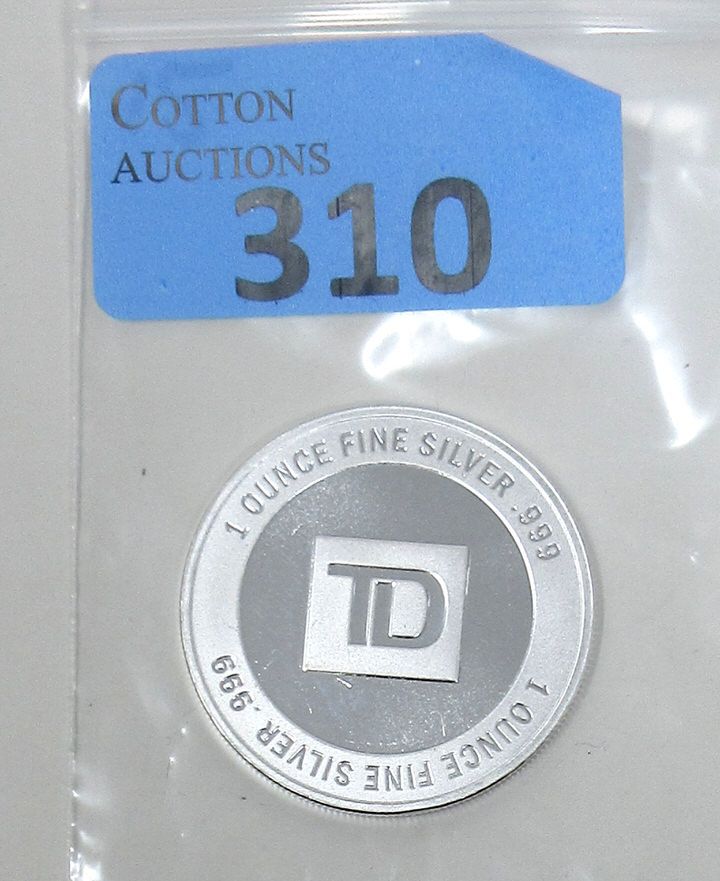 COTTON
AUCTIONS
310
1 OUNCE FINE SILVER .999
TD
1 OUNCE FINE SILVER .999